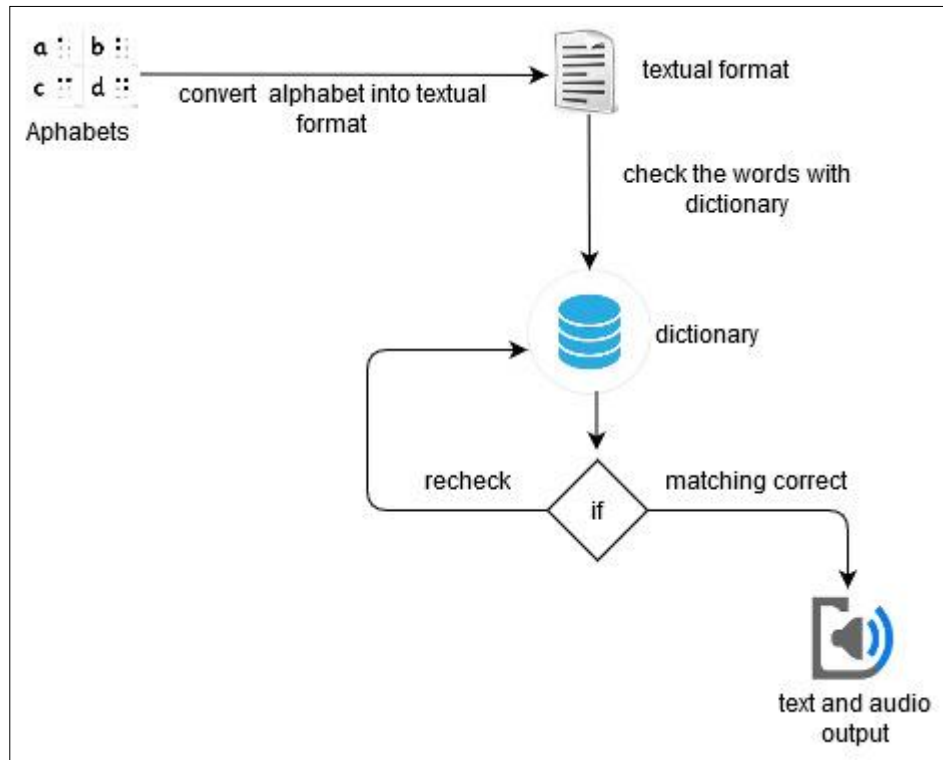 a b
c d
Aphabets
convert alphabet into textual
format
textual format
check the words with
dictionary
dictionary
recheck
if
matching correct
text and audio
output